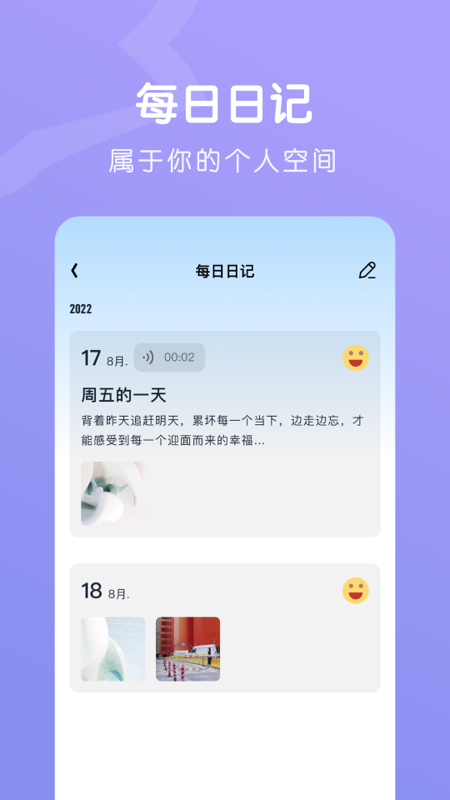 每日日记
属于你的个人空间
每日日记
2022
17 8月. 00:02
周五的一天
背着昨天追赶明天，累坏每一个当下，边走边忘，才
能感受到每一个迎面而来的幸福...
18 8月.